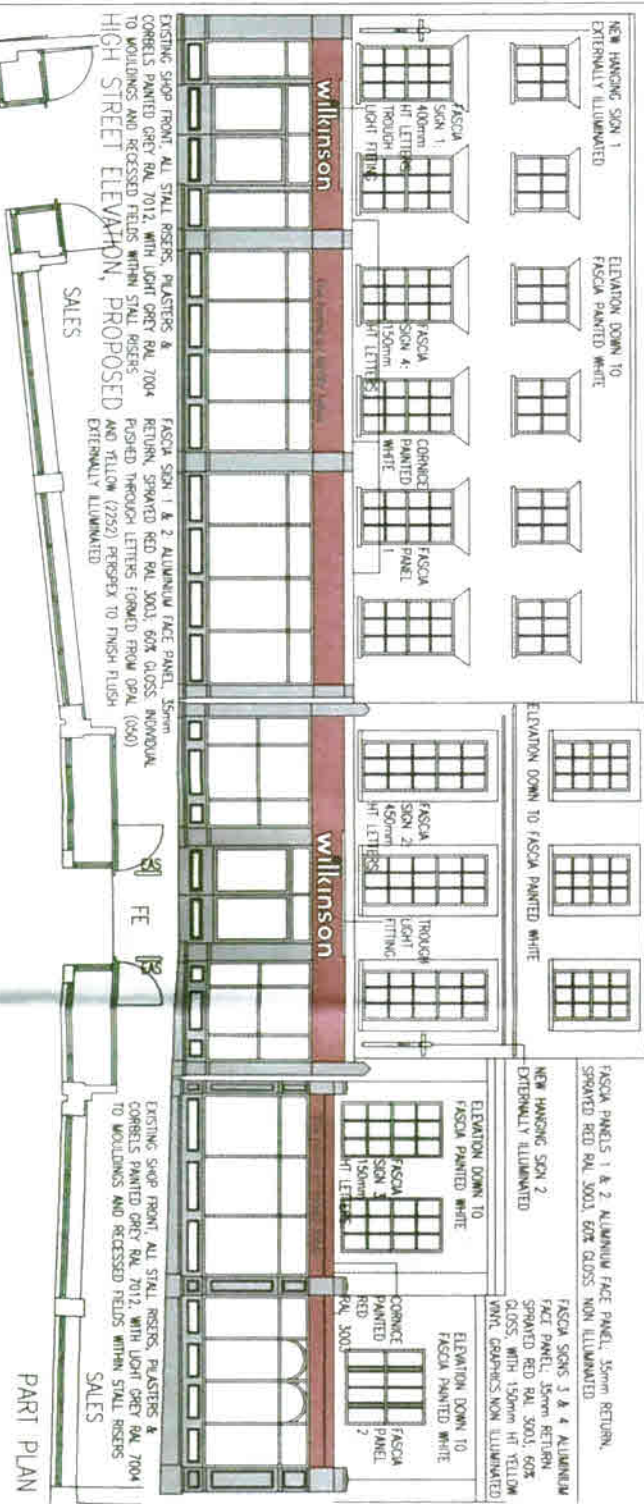 NEW HANGING SIGN 1
EXTERNALLY ILLUMINATED
ELEVATION DOWN TO
FASCIA PAINTED WHITE
FASCIA
SIGN 1:
400mm
HT LETTERS
TROUGH
LIGHT FITTING
FASCIA
SIGN 4:
150mm
HT LETTERS
CORNICE
PAINTED
WHITE
FASCIA
PANEL
1
ELEVATION DOWN TO FASCIA PAINTED WHITE
FASCIA
SIGN 2:
450mm
HT LETTERS
TROUGH
LIGHT
FITTING
FASCIA PANELS 1 & 2 ALUMINIUM FACE PANEL, 35mm RETURN,
SPRAYED RED RAL 3003, 60% GLOSS. NON ILLUMINATED
NEW HANGING SIGN 2
EXTERNALLY ILLUMINATED
FASCIA SIGNS 3 & 4 ALUMINIUM
FACE PANEL, 35mm RETURN
SPRAYED RED RAL 3003, 60%
GLOSS, WITH 150mm HT YELLOW
VINYL GRAPHICS.NON ILLUMINATED
ELEVATION DOWN TO
FASCIA PAINTED WHITE
FASCIA
SIGN 3
150mm
HT LETTERS
CORNICE
PAINTED
RED
RAL 3003
ELEVATION DOWN TO
FASCIA PAINTED WHITE
FASCIA
PANEL
2
wilkinson
wilkinson
EXISTING SHOP FRONT, ALL STALL RISERS, PILASTERS &
CORBELS PAINTED GREY RAL 7012, WITH LIGHT GREY RAL 7004
TO MOULDINGS AND RECESSED FIELDS WITHIN STALL RISERS
HIGH STREET ELEVATION, PROPOSED
FASCIA SIGN 1 & 2 ALUMINIUM FACE PANEL, 35mm
RETURN, SPRAYED RED RAL 3003, 60% GLOSS. INDIVIDUAL
PUSHED THROUGH LETTERS FORMED FROM OPAL (050)
AND YELLOW (2252) PERSPEX TO FINISH FLUSH
EXTERNALLY ILLUMINATED
EXISTING SHOP FRONT, ALL STALL RISERS, PILASTERS &
CORBELS PAINTED GREY RAL 7012, WITH LIGHT GREY RAL 7004
TO MOULDINGS AND RECESSED FIELDS WITHIN STALL RISERS
SALES
EAS
FE
EAS
SALES
PART PLAN